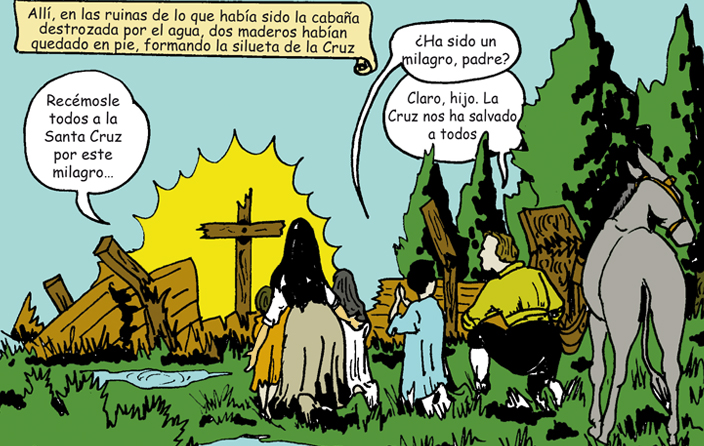 Allí, en las ruinas de lo que había sido la cabaña
destrozada por el agua, dos maderos habían
quedado en pie, formando la silueta de la Cruz
¿Ha sido un
milagro, padre?
Claro, hijo. La
Cruz nos ha salvado
a todos
Recémosle
todos a la
Santa Cruz
por este
milagro...